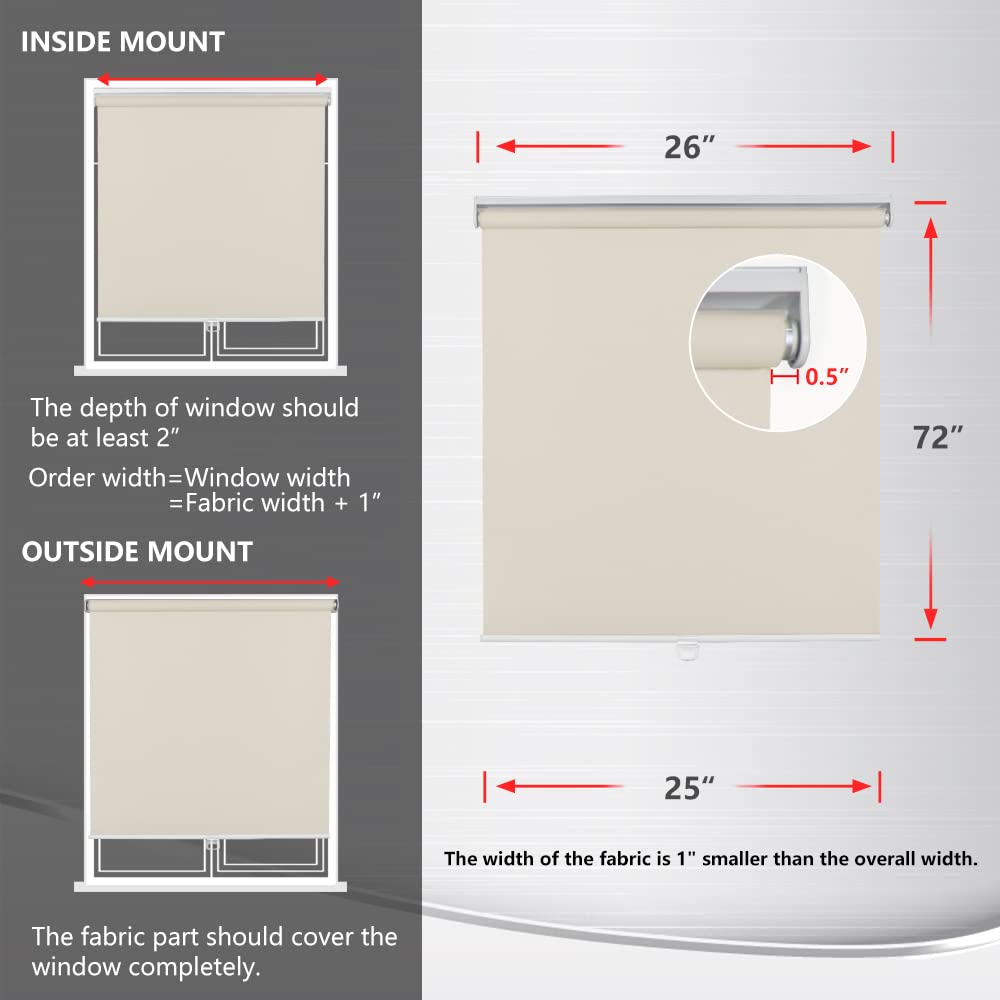 INSIDE MOUNT
The depth of window should
be at least 2”
Order width=Window width
=Fabric width + 1”
OUTSIDE MOUNT
The fabric part should cover the
window completely.
26”
0.5”
72”
25“
The width of the fabric is 1" smaller than the overall width.